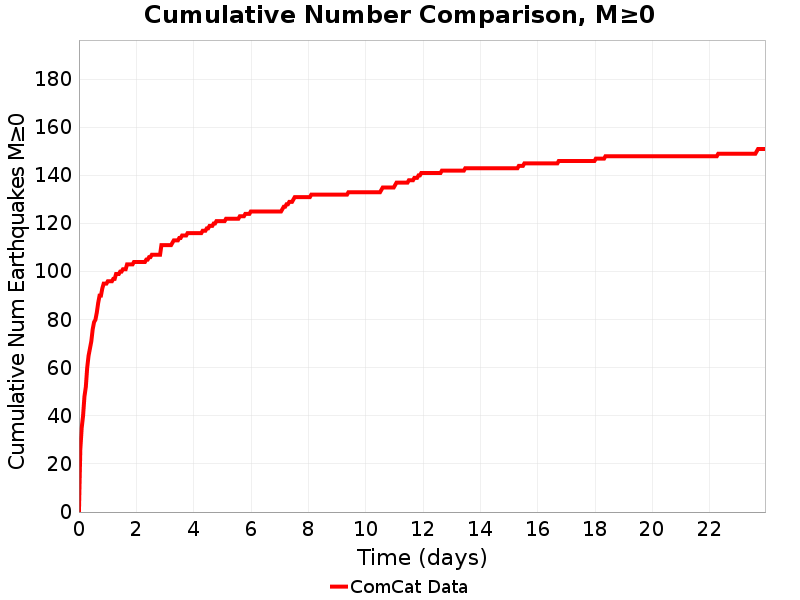 Cumulative Number Comparison, M≥0
Cumulative Num Earthquakes M≥0
180
160
140
120
100
80
60
40
20
0
0 2 4 6 8 10 12 14 16 18 20 22
Time (days)
ComCat Data